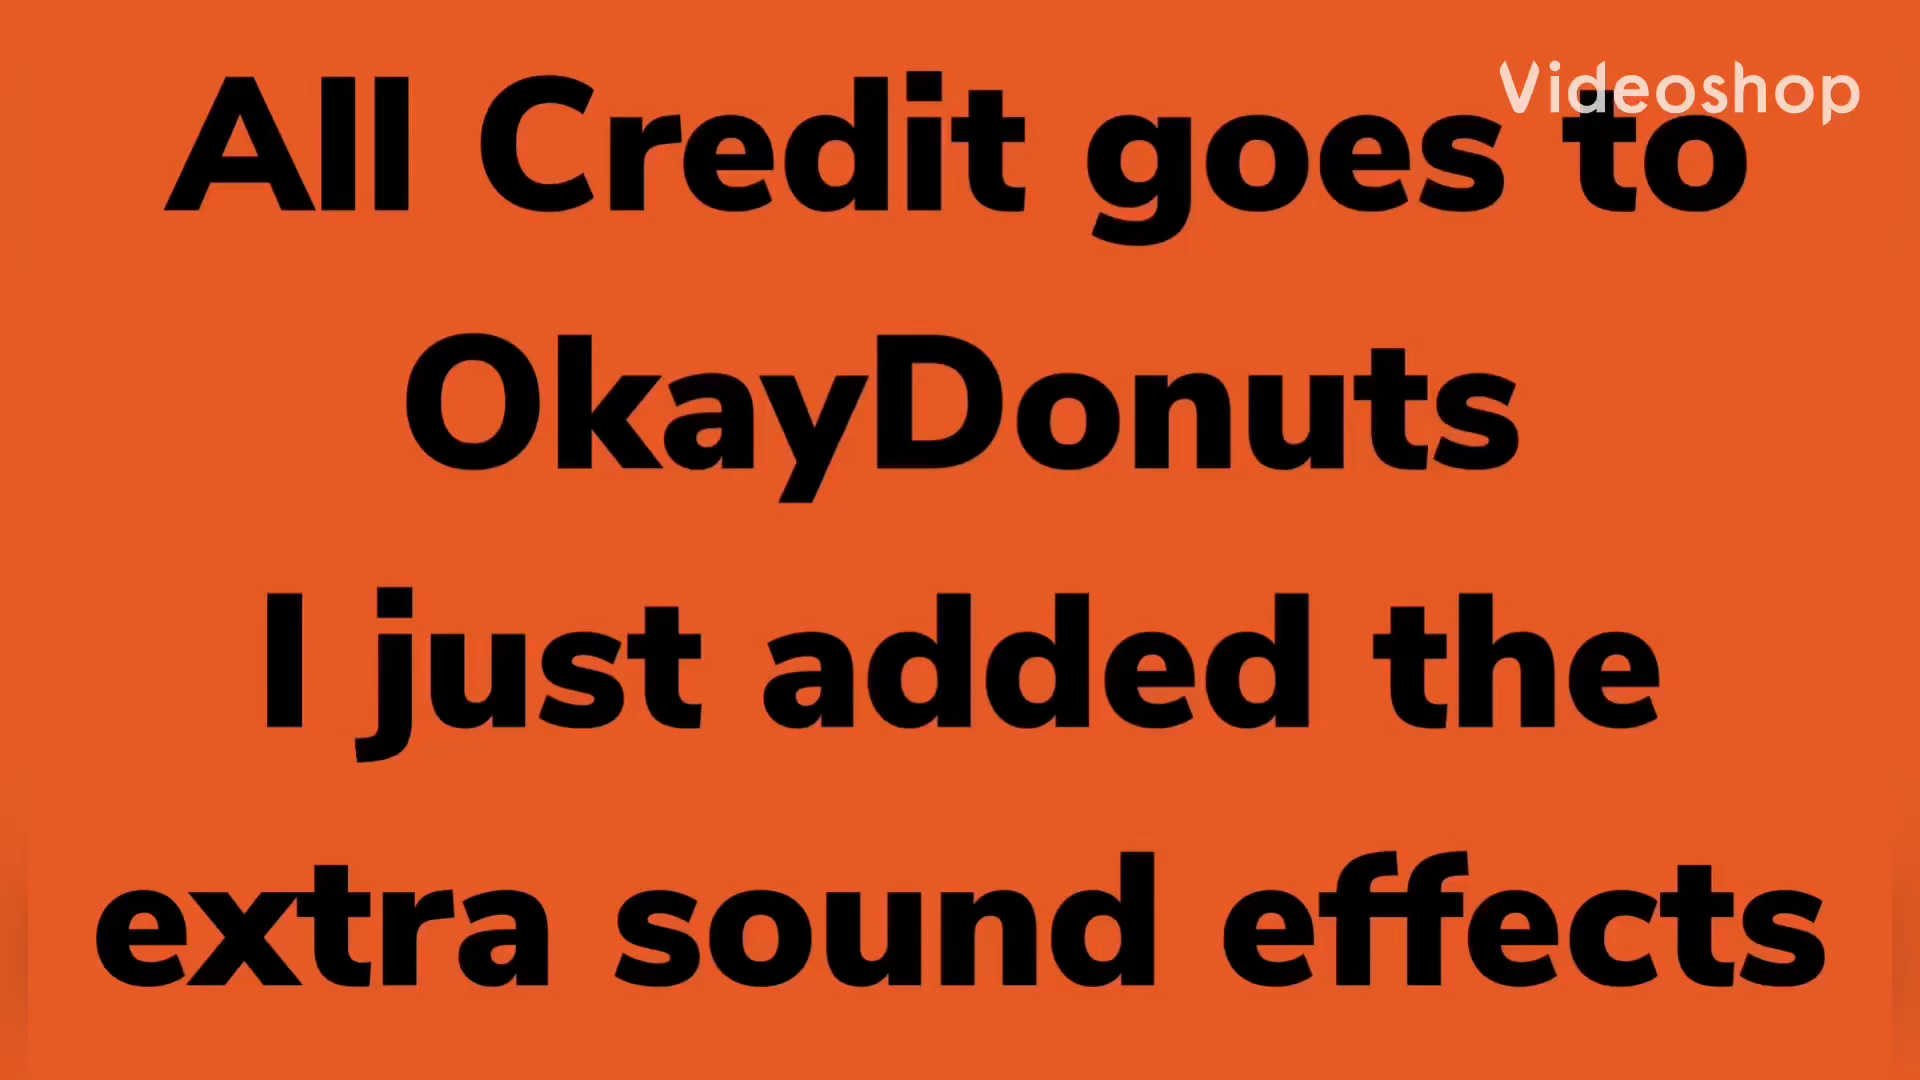 Videoshop
All Credit goes to
OkayDonuts
I just added the
extra sound effects